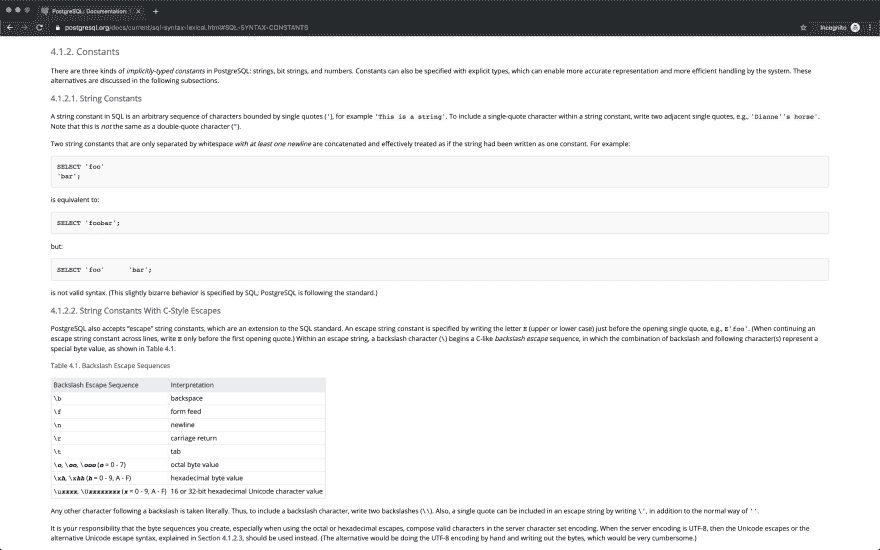 PostgreSQL: Documentation:
postgresql.org/docs/current/sql-syntax-lexical.html#SQL-SYNTAX-CONSTANTS
Incognito
4.1.2. Constants
There are three kinds of implicitly-typed constants in PostgreSQL: strings, bit strings, and numbers. Constants can also be specified with explicit types, which can enable more accurate representation and more efficient handling by the system. These
alternatives are discussed in the following subsections.
4.1.2.1. String Constants
A string constant in SQL is an arbitrary sequence of characters bounded by single quotes ('), for example 'This is a string'. To include a single-quote character within a string constant, write two adjacent single quotes, e.g., 'Dianne''s horse'.
Note that this is not the same as a double-quote character (").
Two string constants that are only separated by whitespace with at least one newline are concatenated and effectively treated as if the string had been written as one constant. For example:
SELECT 'foo'
'bar';
is equivalent to:
SELECT 'foobar';
but:
SELECT 'foo'      'bar';
is not valid syntax. (This slightly bizarre behavior is specified by SQL; PostgreSQL is following the standard.)
4.1.2.2. String Constants With C-Style Escapes
PostgreSQL also accepts “escape” string constants, which are an extension to the SQL standard. An escape string constant is specified by writing the letter E (upper or lower case) just before the opening single quote, e.g., E'foo'. (When continuing an
escape string constant across lines, write E only before the first opening quote.) Within an escape string, a backslash character (\) begins a C-like backslash escape sequence, in which the combination of backslash and following character(s) represent a
special byte value, as shown in Table 4.1.
Table 4.1. Backslash Escape Sequences
Backslash Escape Sequence Interpretation
\b backspace
\f form feed
\n newline
\r carriage return
\t tab
\o, \oo, \ooo (o = 0 - 7) octal byte value
\xh, \xhh (h = 0 - 9, A - F) hexadecimal byte value
\uxxxx, \Uxxxxxxxx (x = 0 - 9, A - F) 16 or 32-bit hexadecimal Unicode character value
Any other character following a backslash is taken literally. Thus, to include a backslash character, write two backslashes (\\). Also, a single quote can be included in an escape string by writing \', in addition to the normal way of ''.
It is your responsibility that the byte sequences you create, especially when using the octal or hexadecimal escapes, compose valid characters in the server character set encoding. When the server encoding is UTF-8, then the Unicode escapes or the
alternative Unicode escape syntax, explained in Section 4.1.2.3, should be used instead. (The alternative would be doing the UTF-8 encoding by hand and writing out the bytes, which would be very cumbersome.)